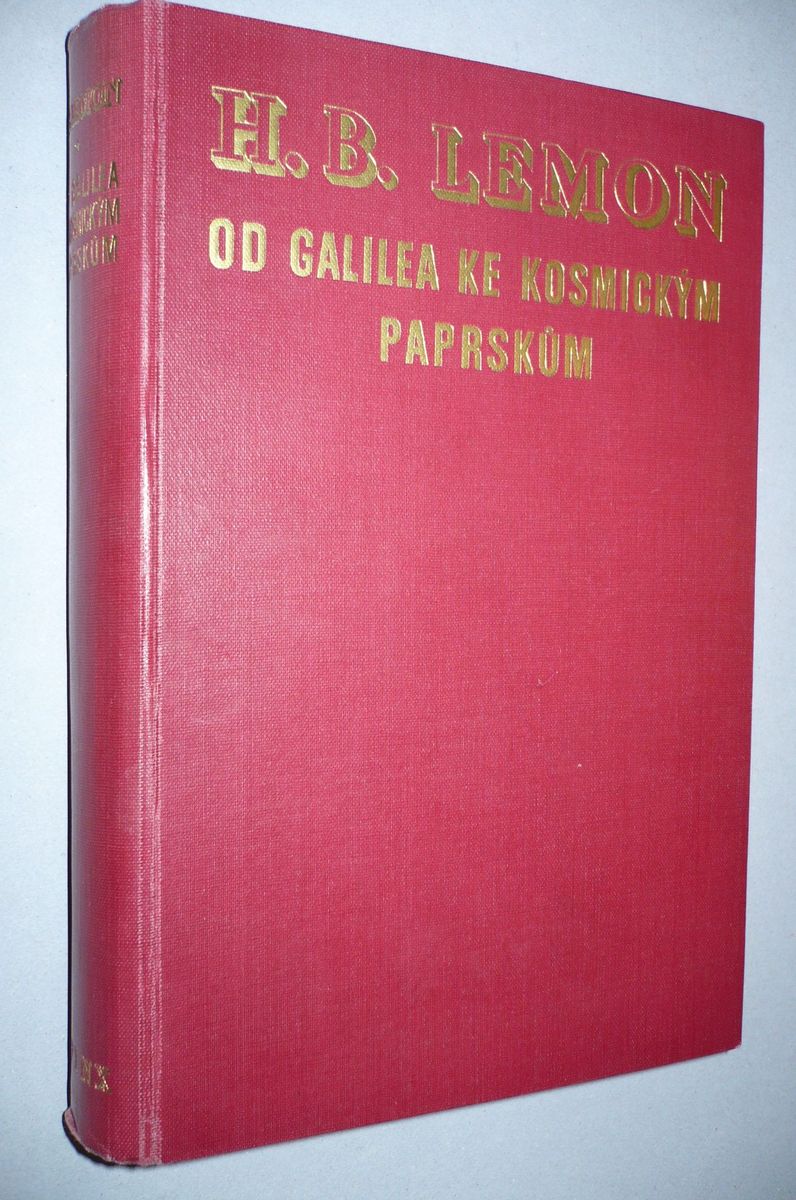 H. B. LEMON
OD GALILEA KE KOSMICKÝM
PAPRSKŮM